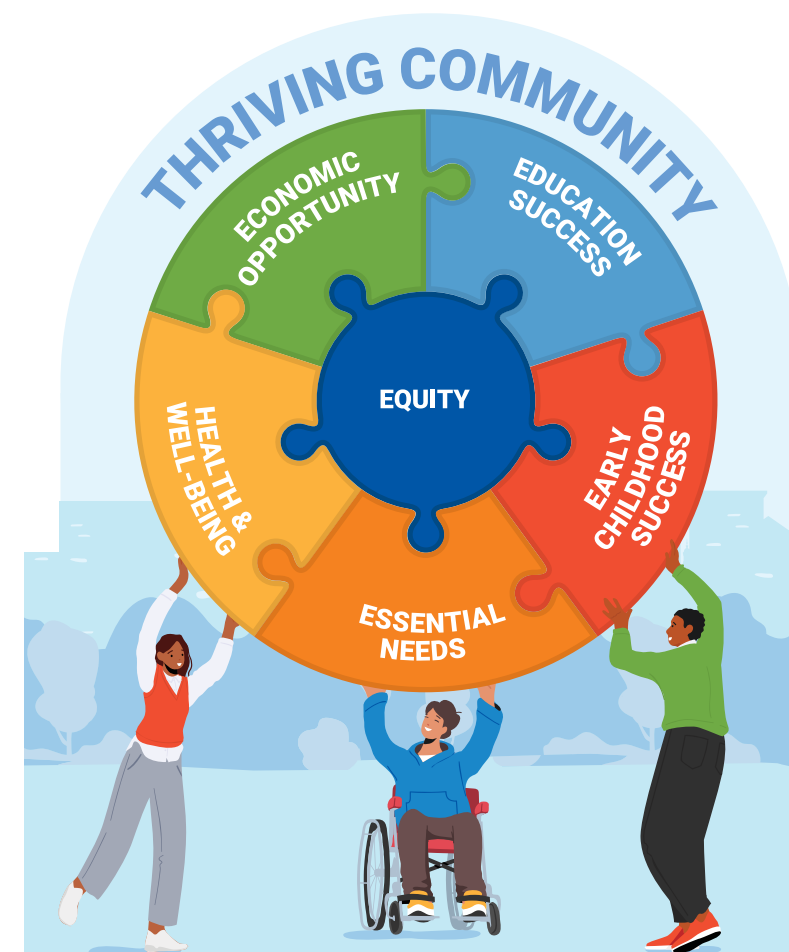 THRIVING COMMUNITY
ECONOMIC
OPPORTUNITY
EDUCATION
SUCCESS
EQUITY
HEALTH &
WELL-BEING
EARLY
CHILDHOOD
SUCCESS
ESSENTIAL
NEEDS